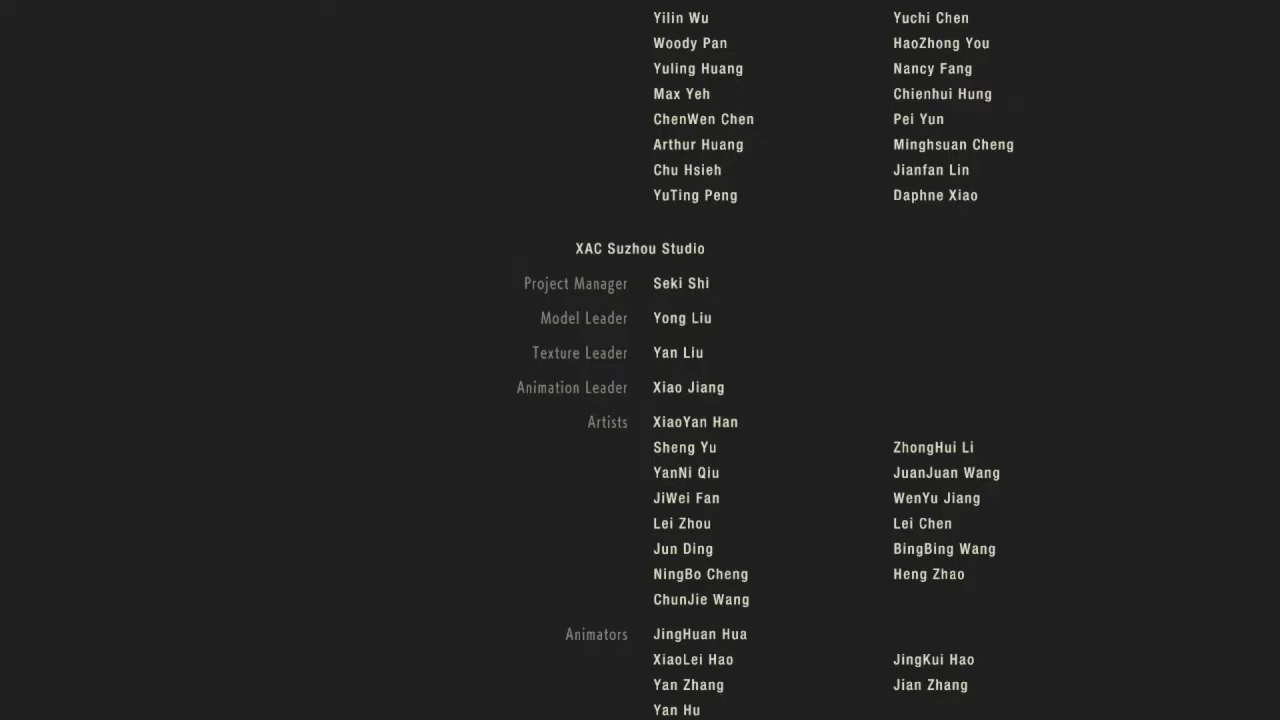 Yilin Wu Yuchi Chen
Woody Pan HaoZhong You
Yuling Huang Nancy Fang
Max Yeh Chienhui Hung
ChenWen Chen Pei Yun
Arthur Huang Minghsuan Cheng
Chu Hsieh Jianfan Lin
YuTing Peng Daphne Xiao
XAC Suzhou Studio
Project Manager Seki Shi
Model Leader Yong Liu
Texture Leader Yan Liu
Animation Leader Xiao Jiang
Artists XiaoYan Han
Sheng Yu ZhongHui Li
YanNi Qiu JuanJuan Wang
JiWei Fan WenYu Jiang
Lei Zhou Lei Chen
Jun Ding BingBing Wang
NingBo Cheng Heng Zhao
ChunJie Wang
Animators JingHuan Hua
XiaoLei Hao JingKui Hao
Yan Zhang Jian Zhang
Yan Hu